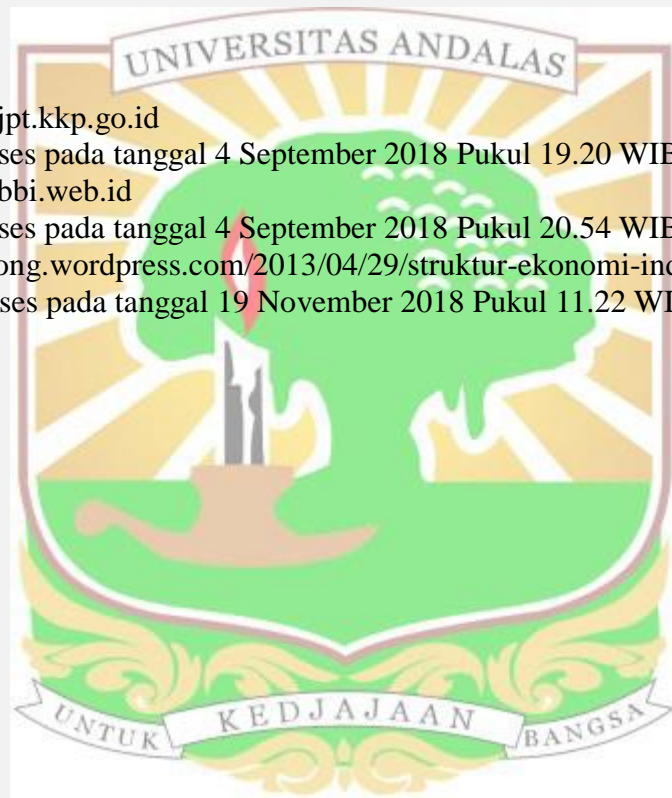 UNIVERSITAS ANDALAS
jpt.kkp.go.id
ses pada tanggal 4 September 2018 Pukul 19.20 WIB
bbi.web.id
ses pada tanggal 4 September 2018 Pukul 20.54 WIB
ong.wordpress.com/2013/04/29/struktur-ekonomi-ind
ses pada tanggal 19 November 2018 Pukul 11.22 WI
UNTUK KEDJAJAAN BANGSA